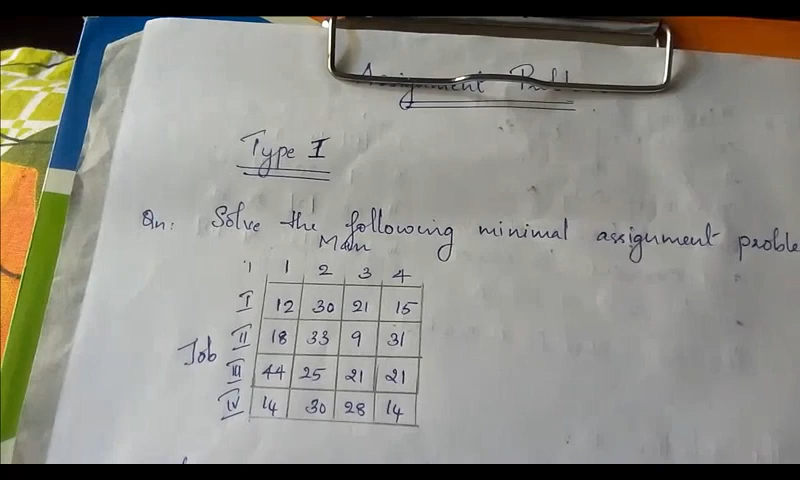 Assignment
Type I
Qn: Solve the following minimal assignment
Man
1 2 3 4
I 12 30 21 15
II 18 33 9 31
Job
III 44 25 21 21
IV 14 30 28 14